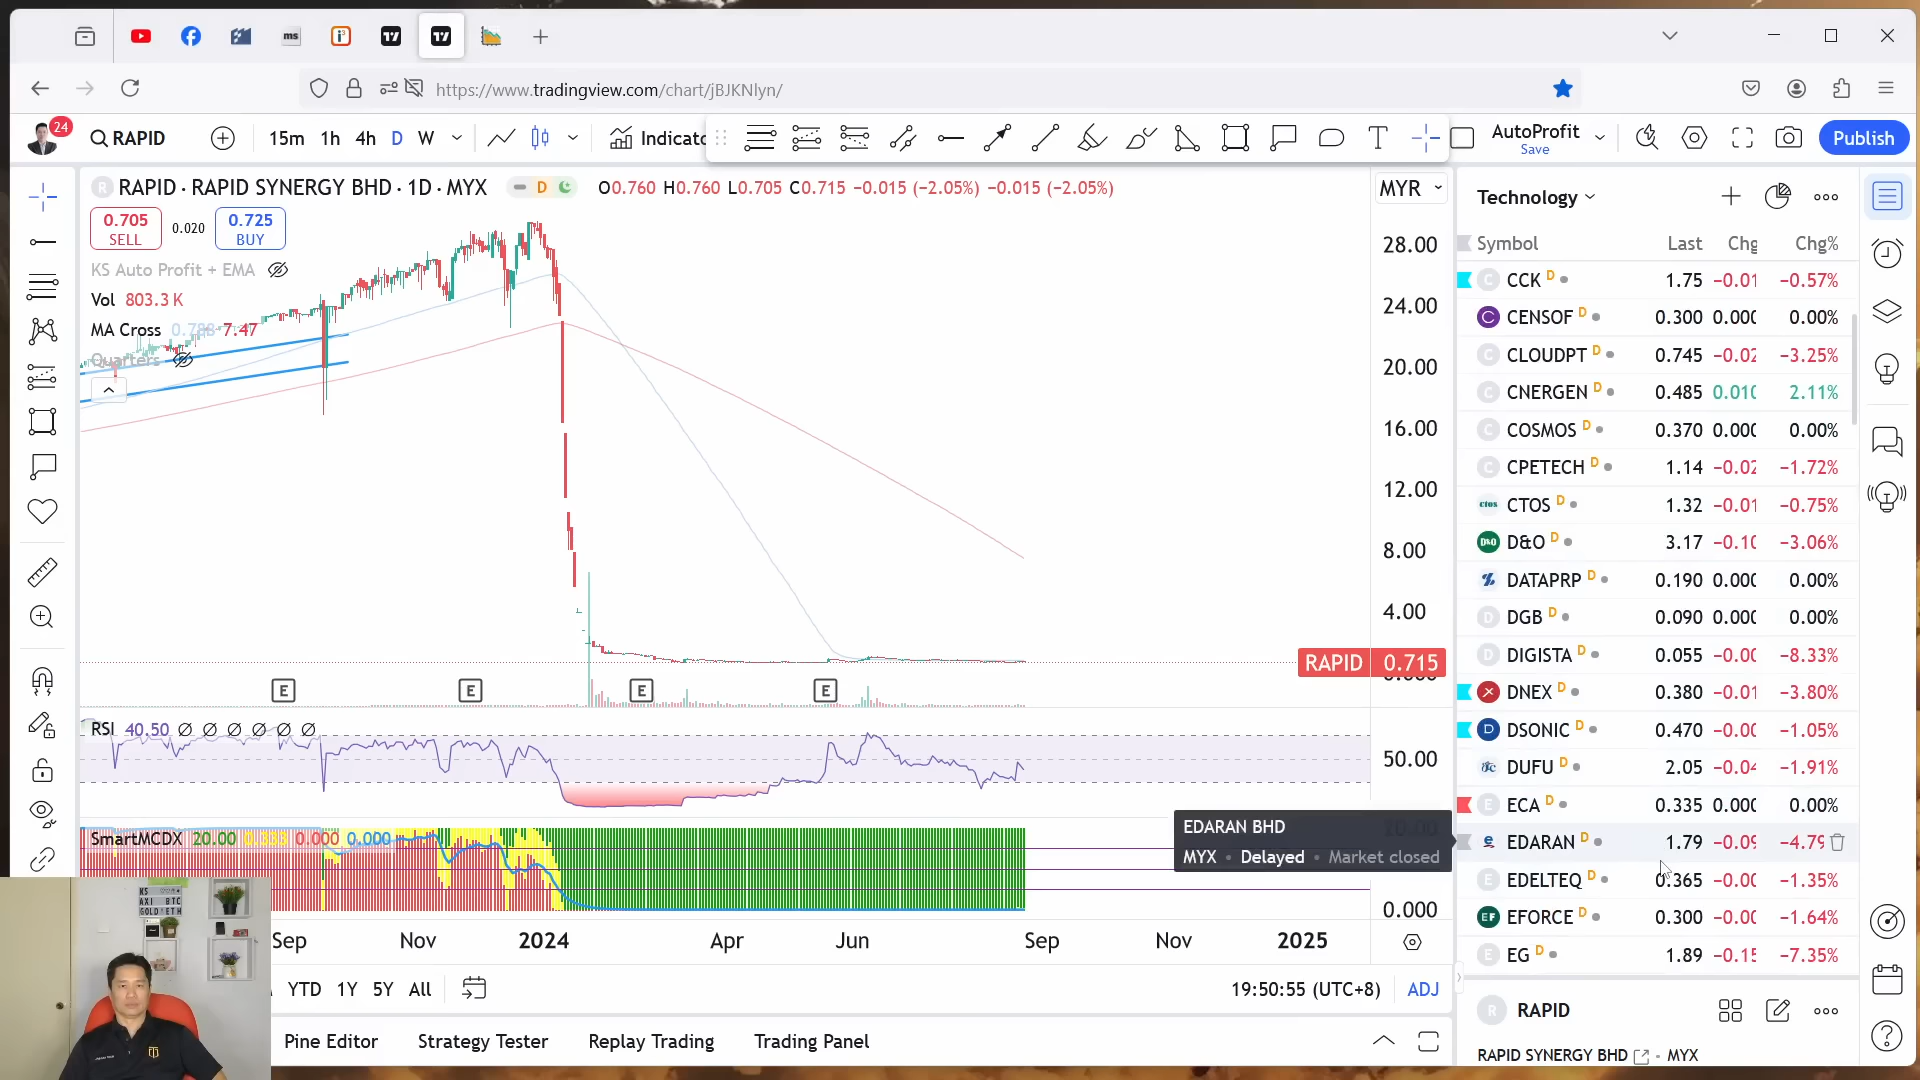 ms
https://www.tradingview.com/chart/jBJKNlyn/
24
RAPID
15m 1h 4h D W
Indicato
AutoProfit
Save
Publish
RAPID · RAPID SYNERGY BHD · 1D · MYX
D
O0.760 H0.760 L0.705 C0.715 −0.015 (−2.05%) −0.015 (−2.05%)
MYR
0.705
SELL
0.020
0.725
BUY
KS Auto Profit + EMA
Vol 803.3 K
MA Cross 0.783 7.47
Quarters
28.00
24.00
20.00
16.00
12.00
8.00
4.00
RAPID 0.715
E E E E
RSI 40.50 Ø Ø Ø Ø Ø Ø
50.00
SmartMCDX 20.00 0.333 0.000 0.000
20.00
0.000
EDARAN BHD
MYX • Delayed • Market closed
Sep Nov 2024 Apr Jun Sep Nov 2025
YTD 1Y 5Y All
19:50:55 (UTC+8) ADJ
Pine Editor Strategy Tester Replay Trading Trading Panel
Technology
Symbol Last Chg Chg%
CCK D 1.75 −0.01 −0.57%
CENSOF D 0.300 0.000 0.00%
CLOUDPT D 0.745 −0.02 −3.25%
CNERGEN D 0.485 0.010 2.11%
COSMOS D 0.370 0.000 0.00%
CPETECH D 1.14 −0.02 −1.72%
CTOS D 1.32 −0.01 −0.75%
D&O D 3.17 −0.10 −3.06%
DATAPRP D 0.190 0.000 0.00%
DGB D 0.090 0.000 0.00%
DIGISTA D 0.055 −0.00 −8.33%
DNEX D 0.380 −0.01 −3.80%
DSONIC D 0.470 −0.00 −1.05%
DUFU D 2.05 −0.04 −1.91%
ECA D 0.335 0.000 0.00%
EDARAN D 1.79 −0.09 −4.79
EDELTEQ D 0.365 −0.00 −1.35%
EFORCE D 0.300 −0.00 −1.64%
EG D 1.89 −0.15 −7.35%
R RAPID
RAPID SYNERGY BHD • MYX
KS
AXI BTC
GOLD ETH